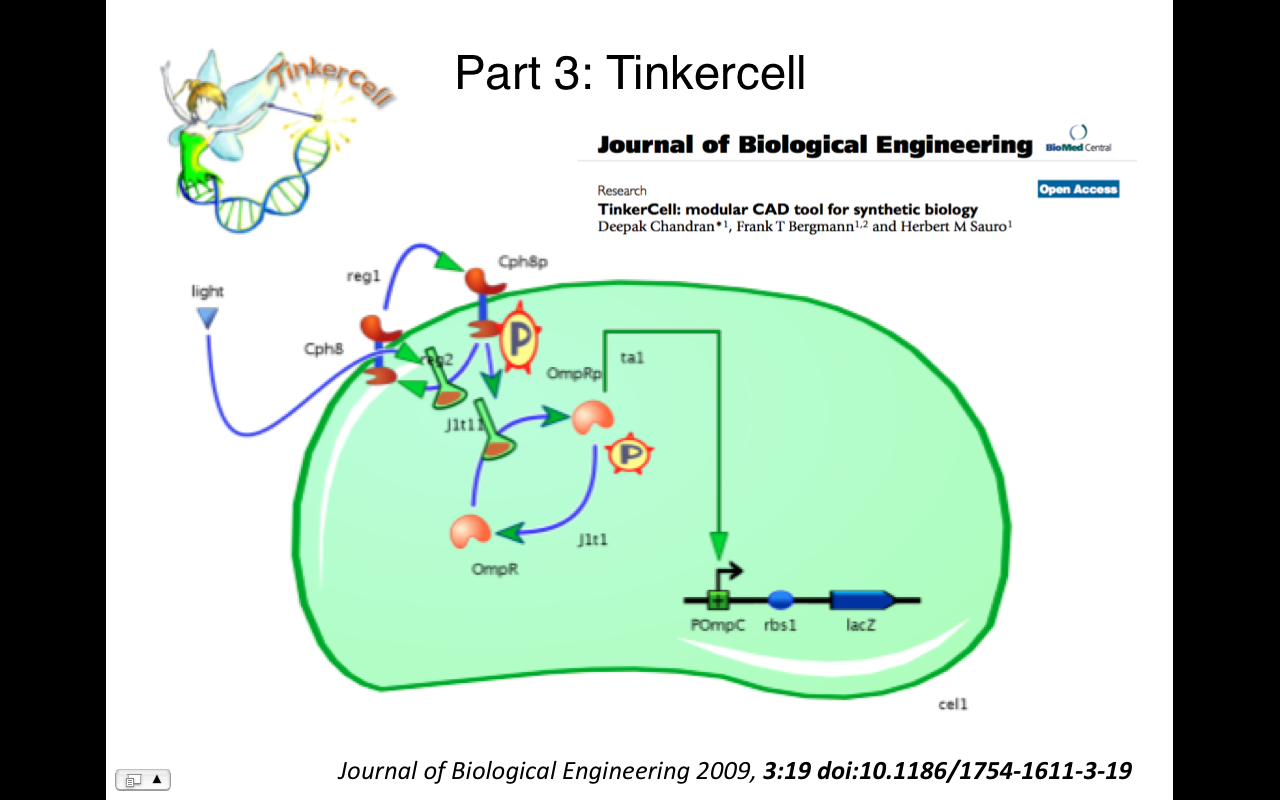 TinkerCell
Part 3: Tinkercell
Journal of Biological Engineering
BioMed Central
Research
Open Access
TinkerCell: modular CAD tool for synthetic biology
Deepak Chandran*1, Frank T Bergmann1,2 and Herbert M Sauro1
Cph8p
reg1
light
P
Cph8
reg2
ta1
OmpRp
J1t11
P
J1t1
OmpR
POmpC
rbs1
lacZ
cel1
Journal of Biological Engineering 2009, 3:19 doi:10.1186/1754-1611-3-19